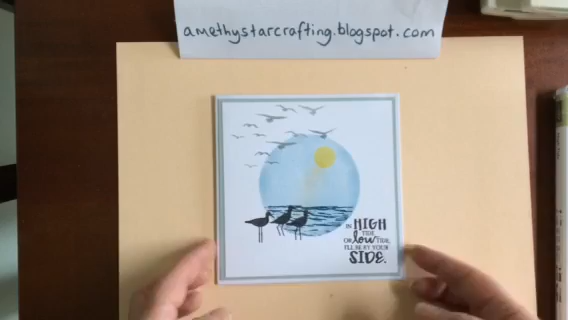 amethystarcrafting.blogspot.com
IN HIGH
TIDE
OR low TIDE,
I'LL BE BY YOUR
SIDE.